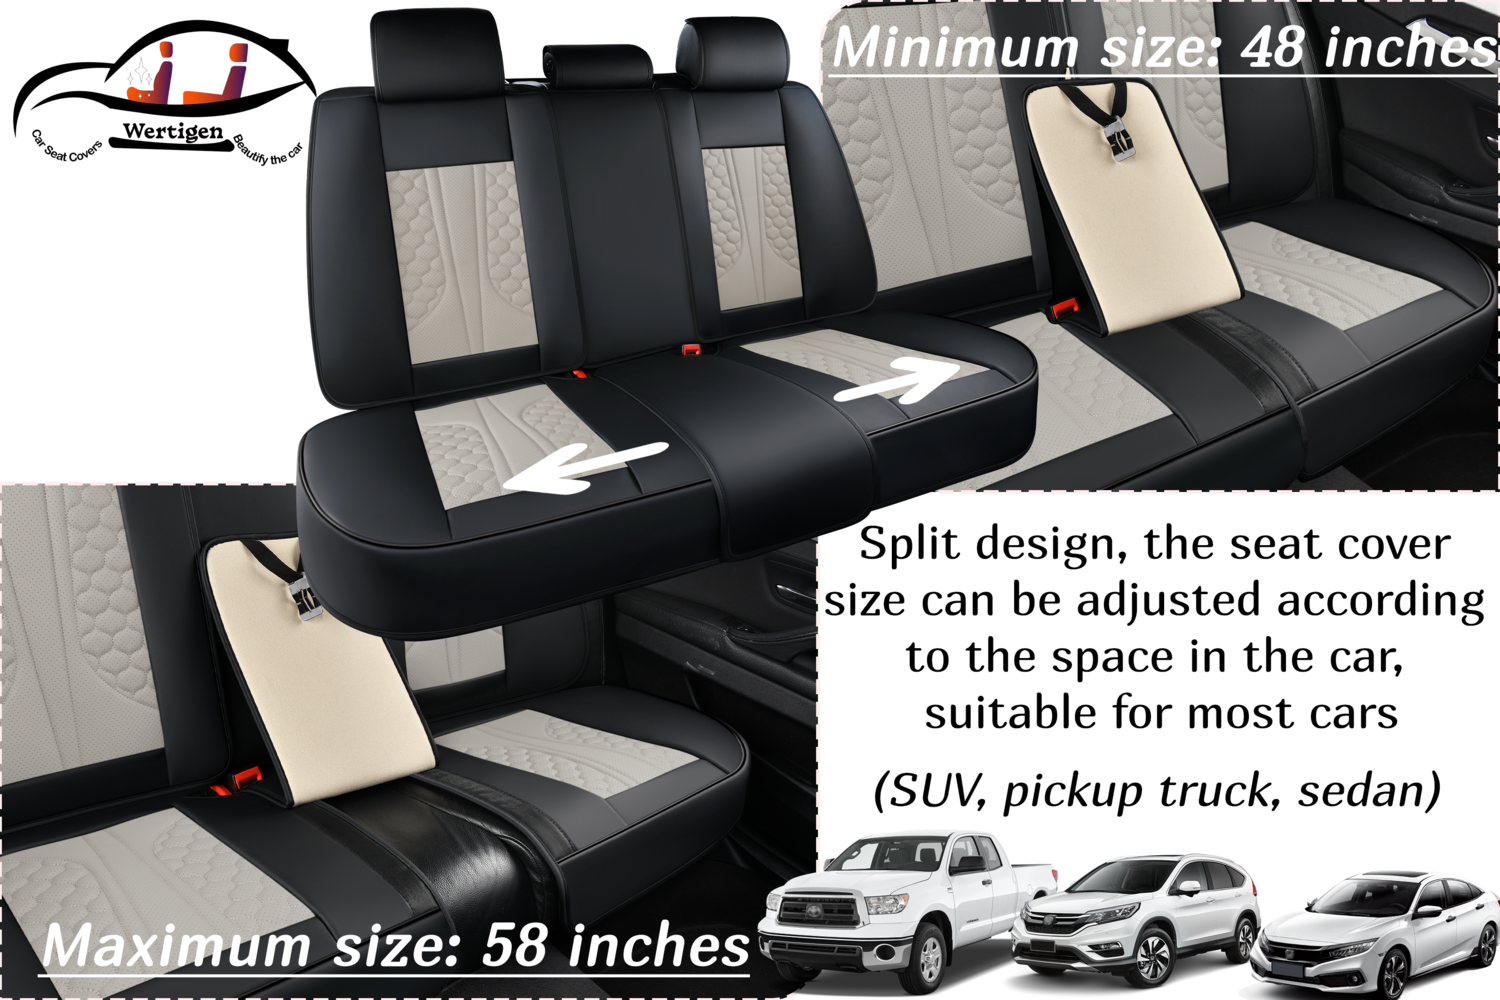 Wertigen
Car Seat Covers
Beautify the car
Minimum size: 48 inches
Split design, the seat cover
size can be adjusted according
to the space in the car,
suitable for most cars
(SUV, pickup truck, sedan)
Maximum size: 58 inches